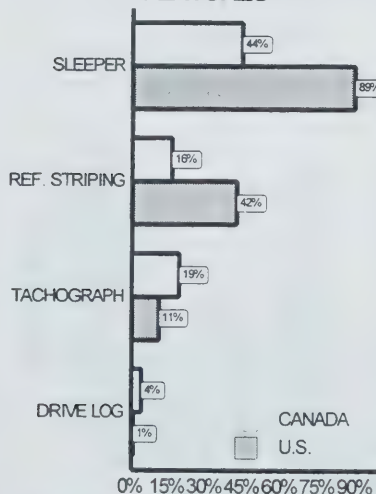 44%
SLEEPER
89%
16%
REF. STRIPING
42%
19%
TACHOGRAPH
11%
4%
DRIVE LOG
1%
CANADA
U.S.
0% 15% 30% 45% 60% 75% 90%